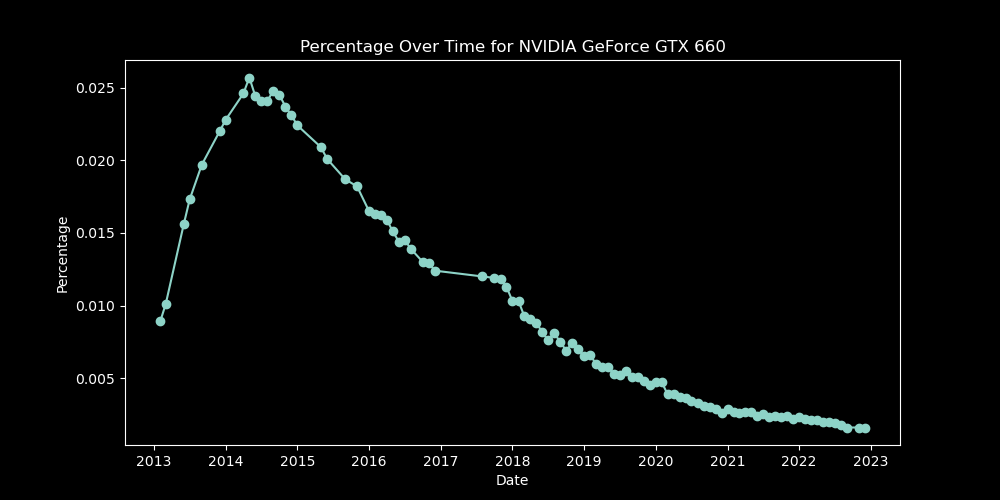 Percentage Over Time for NVIDIA GeForce GTX 660
0.025
0.020
0.015
0.010
0.005
Percentage
2013 2014 2015 2016 2017 2018 2019 2020 2021 2022 2023
Date